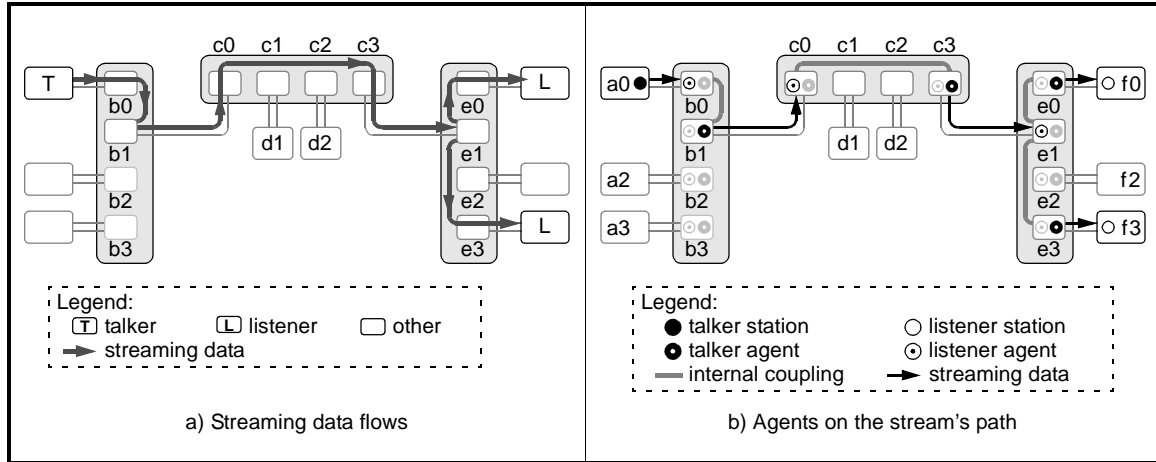 c0 c1 c2 c3
T
L
b0
e0
b1
d1 d2
e1
b2
e2
b3
L
e3
Legend:
T talker L listener other
streaming data
a) Streaming data flows
c0 c1 c2 c3
a0
f0
b0
e0
b1
d1 d2
e1
a2
f2
b2
e2
a3
f3
b3
e3
Legend:
talker station listener station
talker agent listener agent
internal coupling streaming data
b) Agents on the stream's path